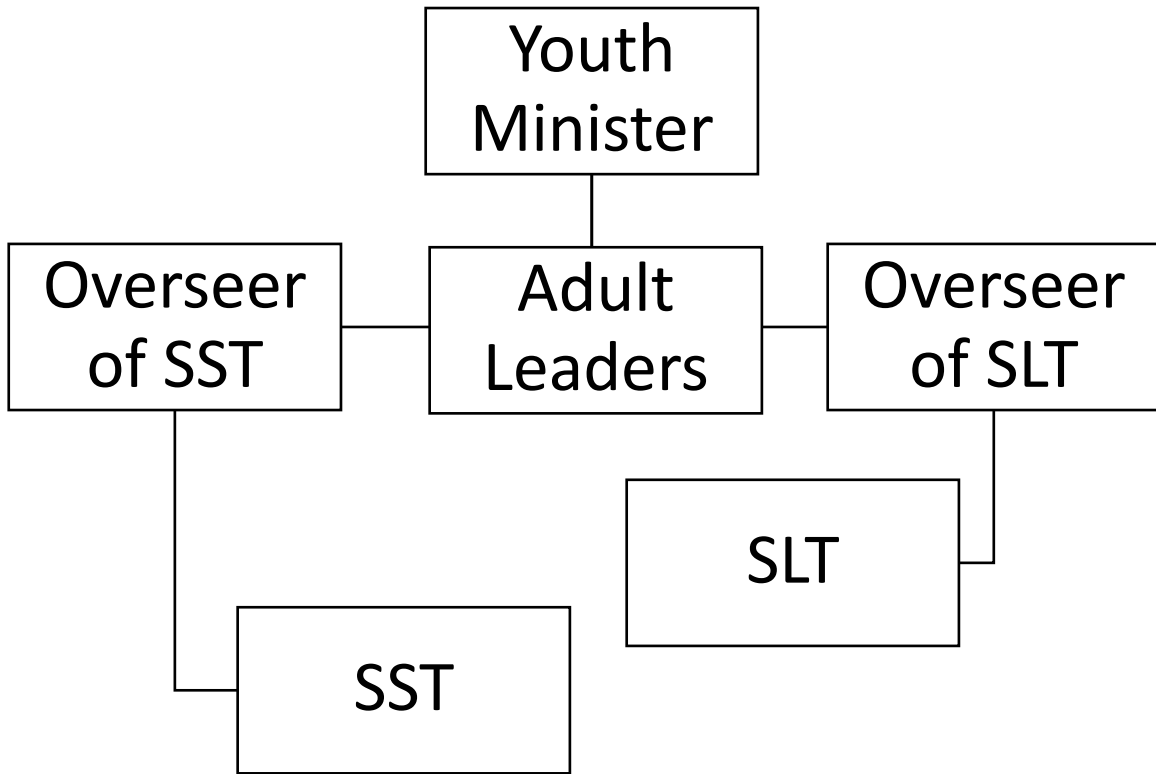 Youth
Minister
Overseer
of SST
Adult
Leaders
Overseer
of SLT
SLT
SST